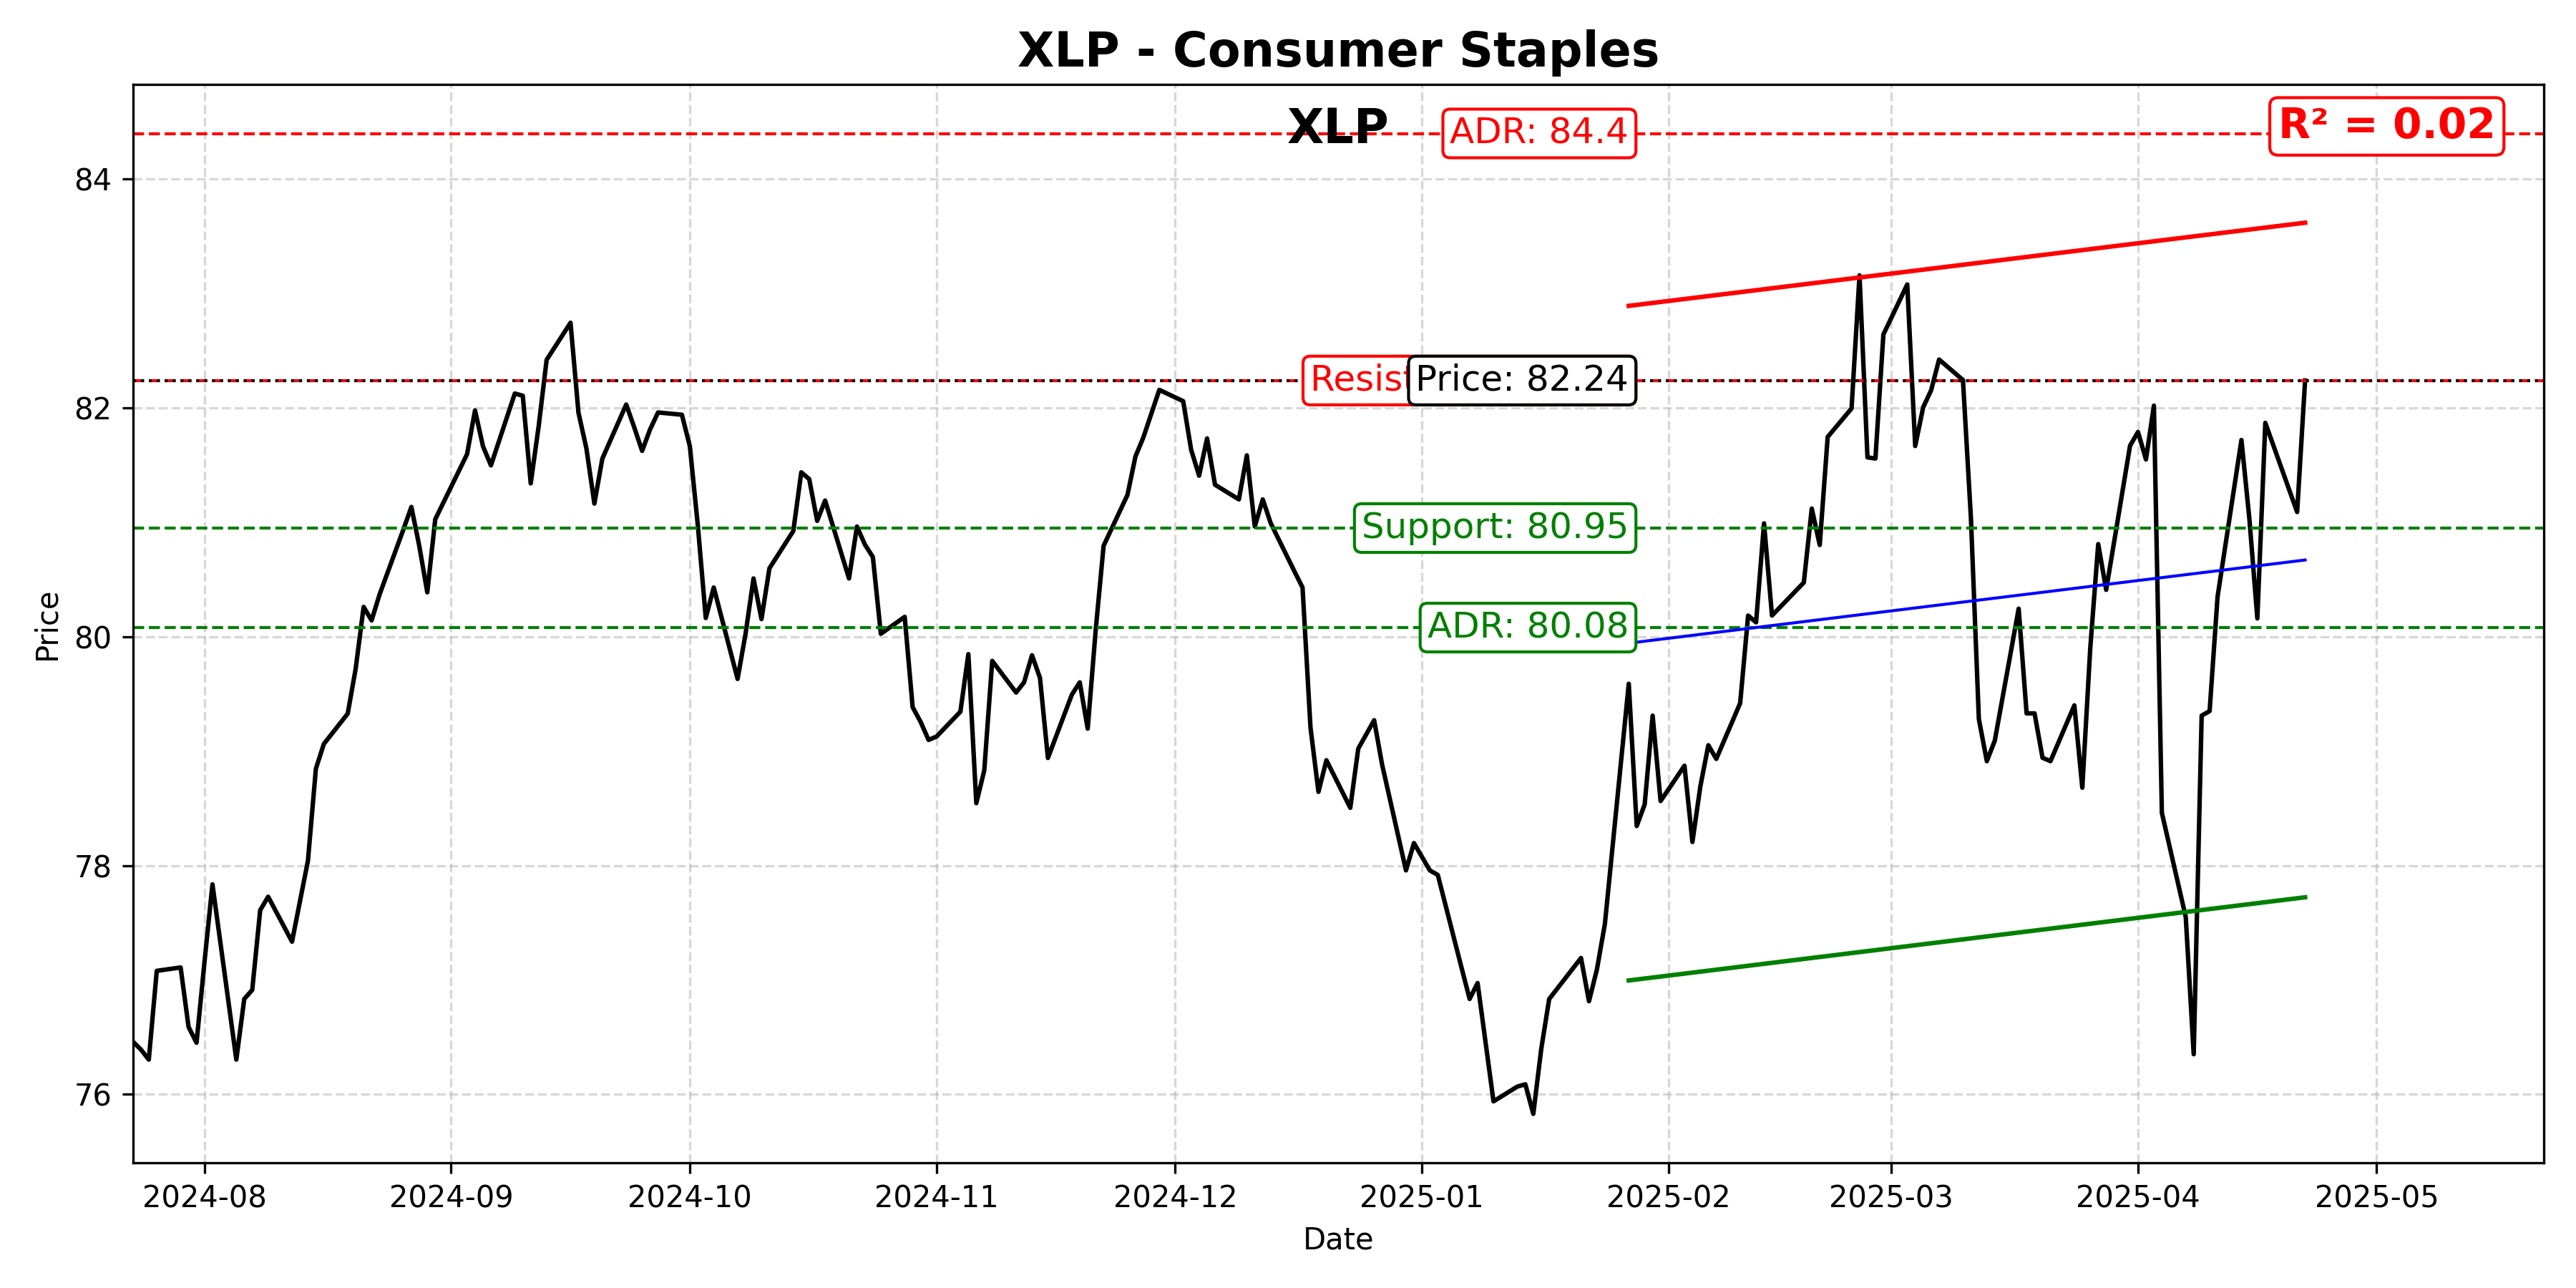 XLP - Consumer Staples
XLP
ADR: 84.4
R² = 0.02
Price: 82.24
Support: 80.95
ADR: 80.08
84
82
80
78
76
Price
2024-08
2024-09
2024-10
2024-11
2024-12
2025-01
2025-02
2025-03
2025-04
2025-05
Date